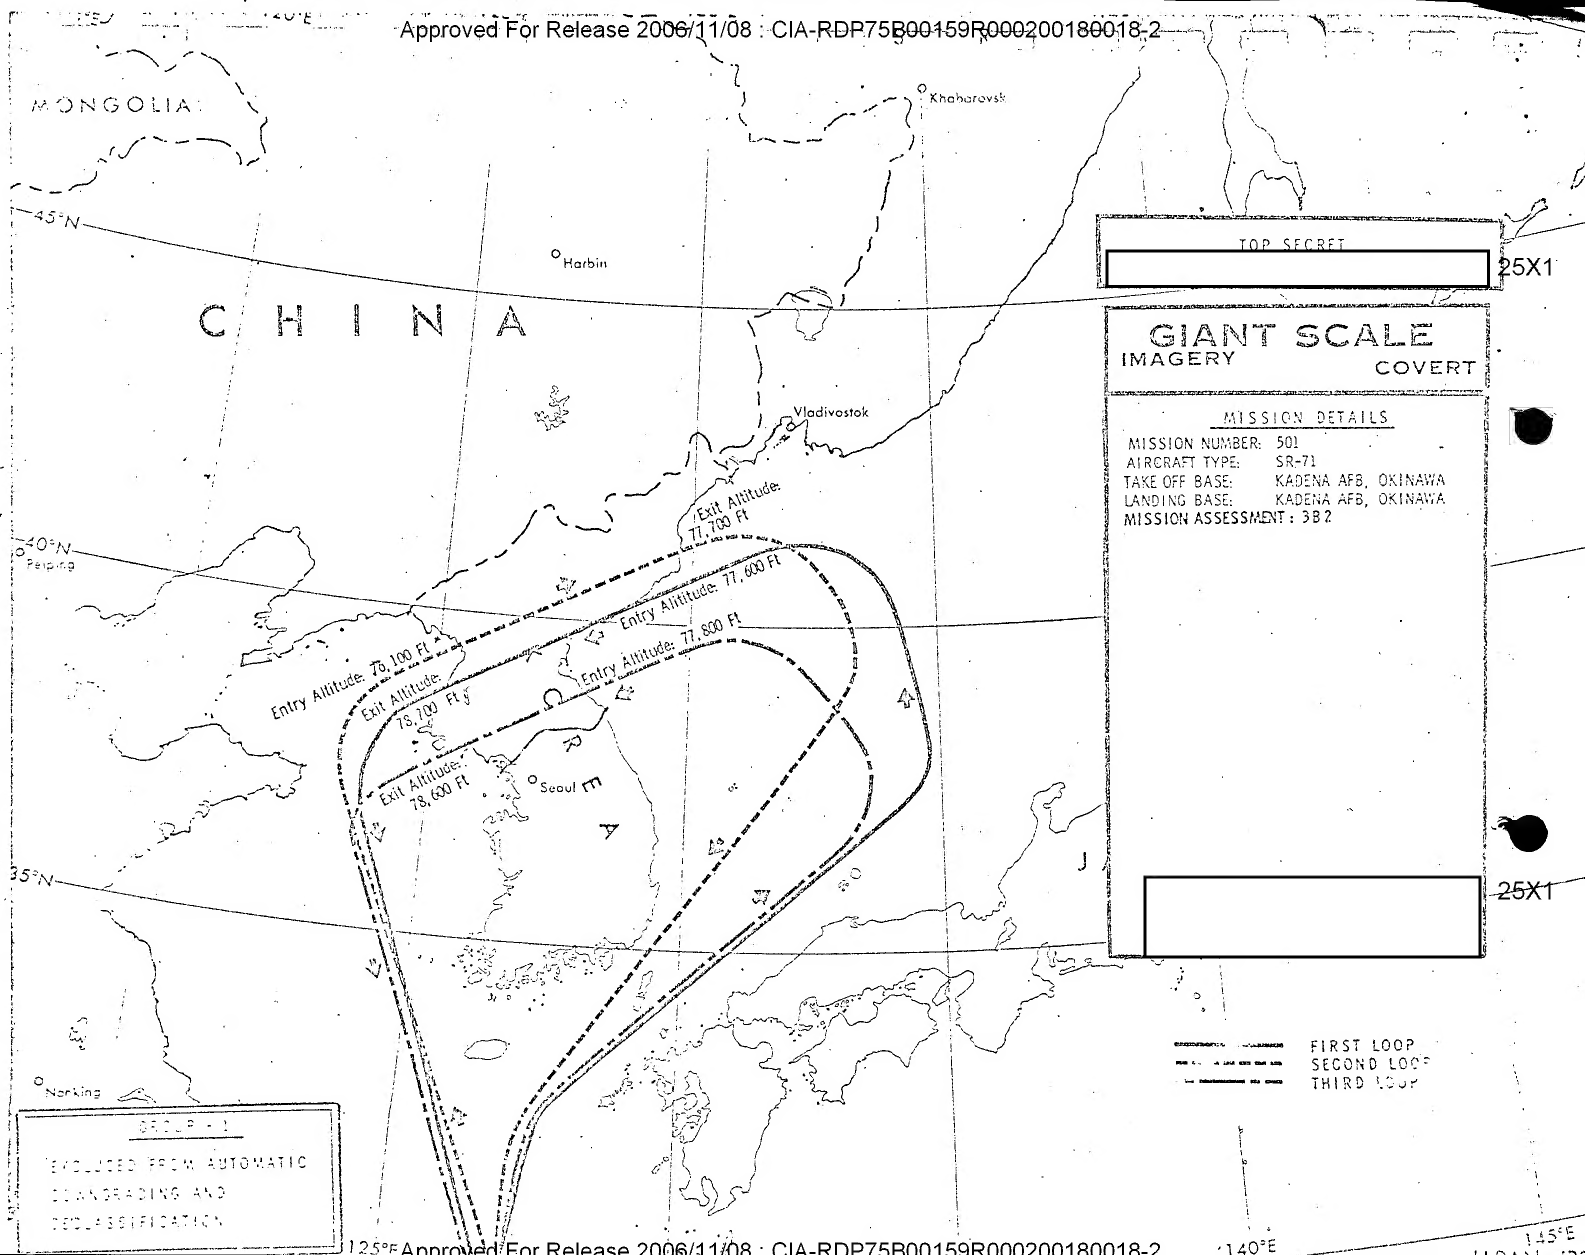 Approved For Release 2006/11/08 : CIA-RDP75B00159R000200180018-2
120°E
MONGOLIA
Khabarovsk
45°N
Harbin
TOP SECRET
25X1
CHINA
GIANT SCALE
IMAGERY
COVERT
Vladivostok
MISSION DETAILS
MISSION NUMBER: 501
AIRCRAFT TYPE: SR-71
TAKE OFF BASE: KADENA AFB, OKINAWA
LANDING BASE: KADENA AFB, OKINAWA
MISSION ASSESSMENT: 3B2
Exit Altitude:
77,700 Ft
40°N
Peiping
Entry Altitude: 77,600 Ft
Entry Altitude: 77,800 Ft
Entry Altitude: 78,100 Ft
Exit Altitude:
78,700 Ft
KOREA
Exit Altitude:
78,600 Ft
Seoul
35°N
J
25X1
FIRST LOOP
SECOND LOOP
THIRD LOOP
Nanking
GROUP - 1
EXCLUDED FROM AUTOMATIC
DOWNGRADING AND
DECLASSIFICATION
125°E
Approved For Release 2006/11/08 : CIA-RDP75B00159R000200180018-2
140°E
145°E